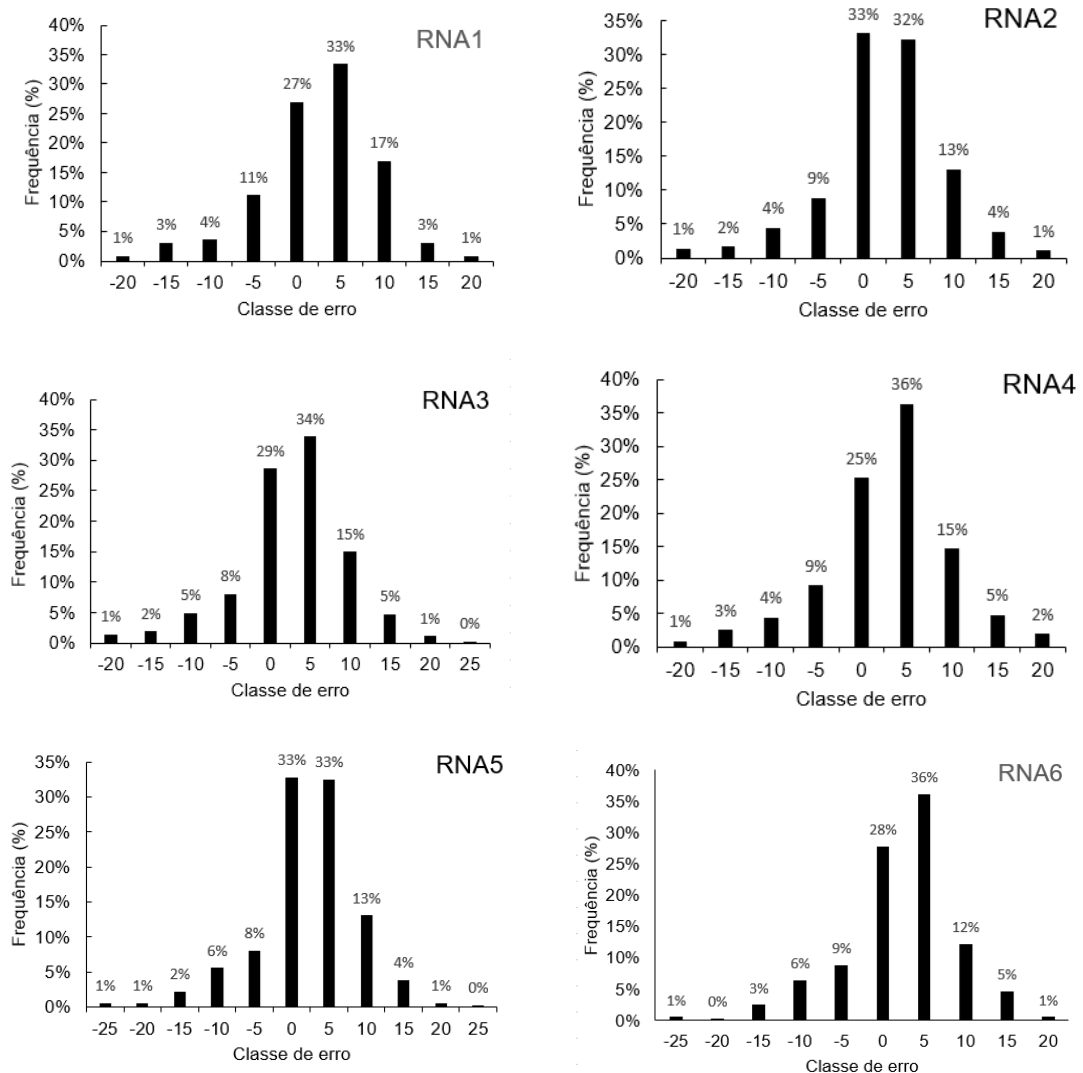 RNA1
Frequência (%)
40%
35%
30%
25%
20%
15%
10%
5%
0%
1% 3% 4% 11% 27% 33% 17% 3% 1%
-20 -15 -10 -5 0 5 10 15 20
Classe de erro
RNA2
Frequência (%)
35%
30%
25%
20%
15%
10%
5%
0%
1% 2% 4% 9% 33% 32% 13% 4% 1%
-20 -15 -10 -5 0 5 10 15 20
Classe de erro
RNA3
Frequência (%)
40%
35%
30%
25%
20%
15%
10%
5%
0%
1% 2% 5% 8% 29% 34% 15% 5% 1% 0%
-20 -15 -10 -5 0 5 10 15 20 25
Classe de erro
RNA4
Frequência (%)
40%
35%
30%
25%
20%
15%
10%
5%
0%
1% 3% 4% 9% 25% 36% 15% 5% 2%
-20 -15 -10 -5 0 5 10 15 20
Classe de erro
RNA5
Frequência (%)
35%
30%
25%
20%
15%
10%
5%
0%
1% 1% 2% 6% 8% 33% 33% 13% 4% 1% 0%
-25 -20 -15 -10 -5 0 5 10 15 20 25
Classe de erro
RNA6
Frequência (%)
40%
35%
30%
25%
20%
15%
10%
5%
0%
1% 0% 3% 6% 9% 28% 36% 12% 5% 1%
-25 -20 -15 -10 -5 0 5 10 15 20
Classe de erro